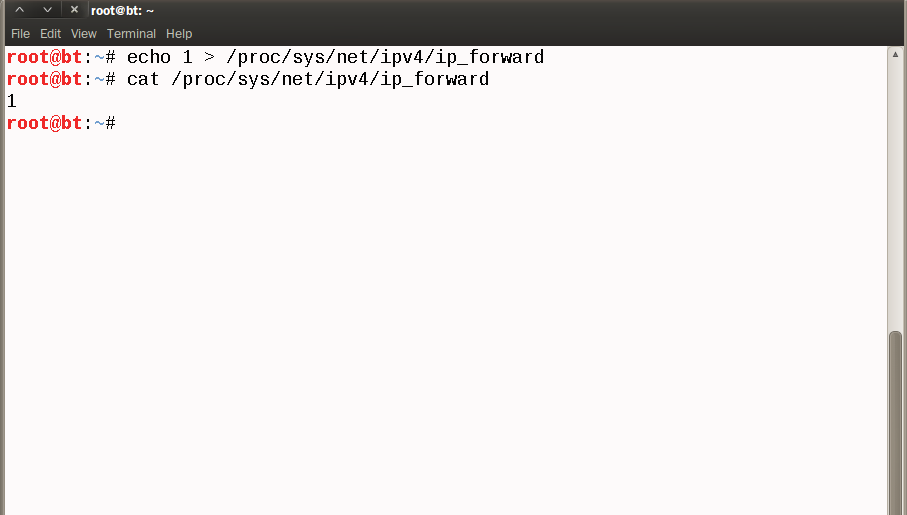 root@bt: ~
File Edit View Terminal Help
root@bt:~# echo 1 > /proc/sys/net/ipv4/ip_forward
root@bt:~# cat /proc/sys/net/ipv4/ip_forward
1
root@bt:~#